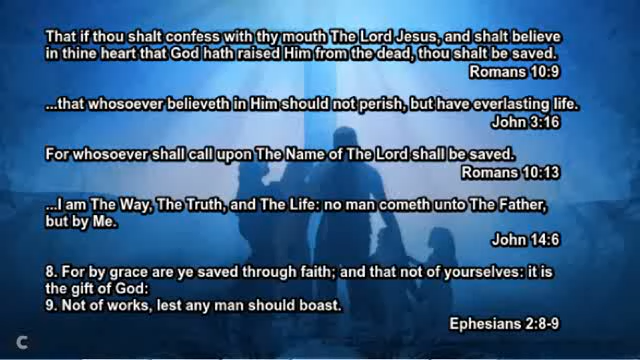 That if thou shalt confess with thy mouth The Lord Jesus, and shalt believe
in thine heart that God hath raised Him from the dead, thou shalt be saved.
Romans 10:9
...that whosoever believeth in Him should not perish, but have everlasting life.
John 3:16
For whosoever shall call upon The Name of The Lord shall be saved.
Romans 10:13
...I am The Way, The Truth, and The Life: no man cometh unto The Father,
but by Me.
John 14:6
8. For by grace are ye saved through faith; and that not of yourselves: it is
the gift of God:
9. Not of works, lest any man should boast.
Ephesians 2:8-9
C